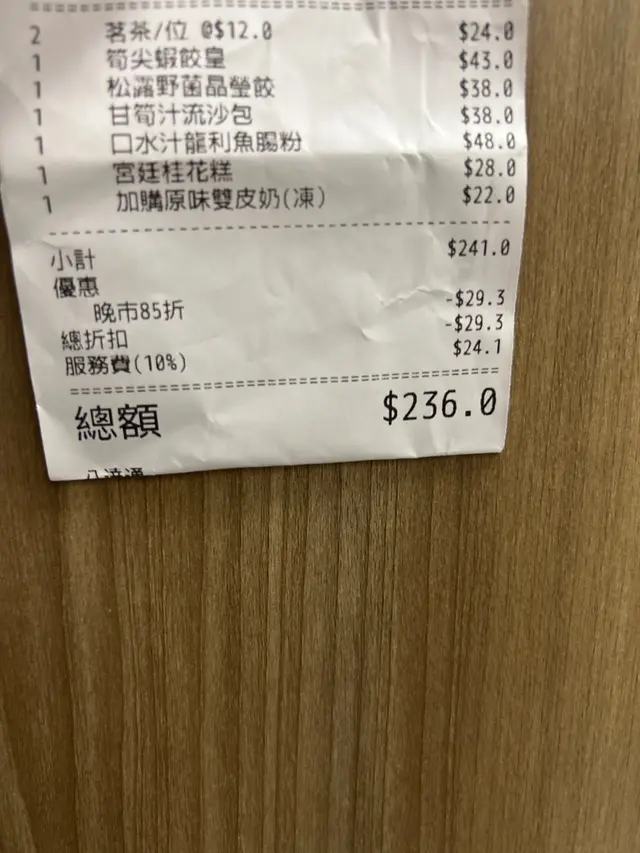 2 茗茶/位 @$12.0 $24.0
1 筍尖蝦餃皇 $43.0
1 松露野菌晶瑩餃 $38.0
1 甘筍汁流沙包 $38.0
1 口水汁龍利魚腸粉 $48.0
1 宮廷桂花糕 $28.0
1 加購原味雙皮奶(凍) $22.0
小計 $241.0
優惠
晚市85折 -$29.3
總折扣 -$29.3
服務費(10%) $24.1
總額 $236.0
八達通